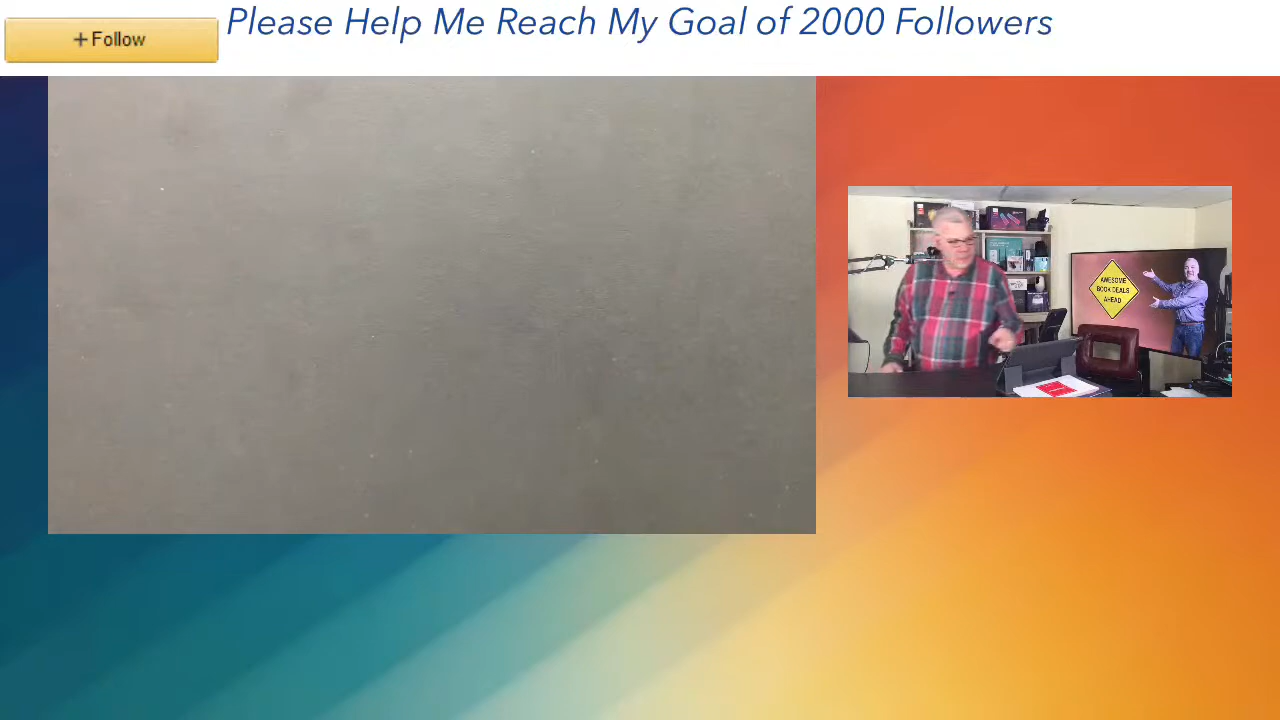 Please Help Me Reach My Goal of 2000 Followers
+ Follow
AWESOME
BOOK DEALS
AHEAD